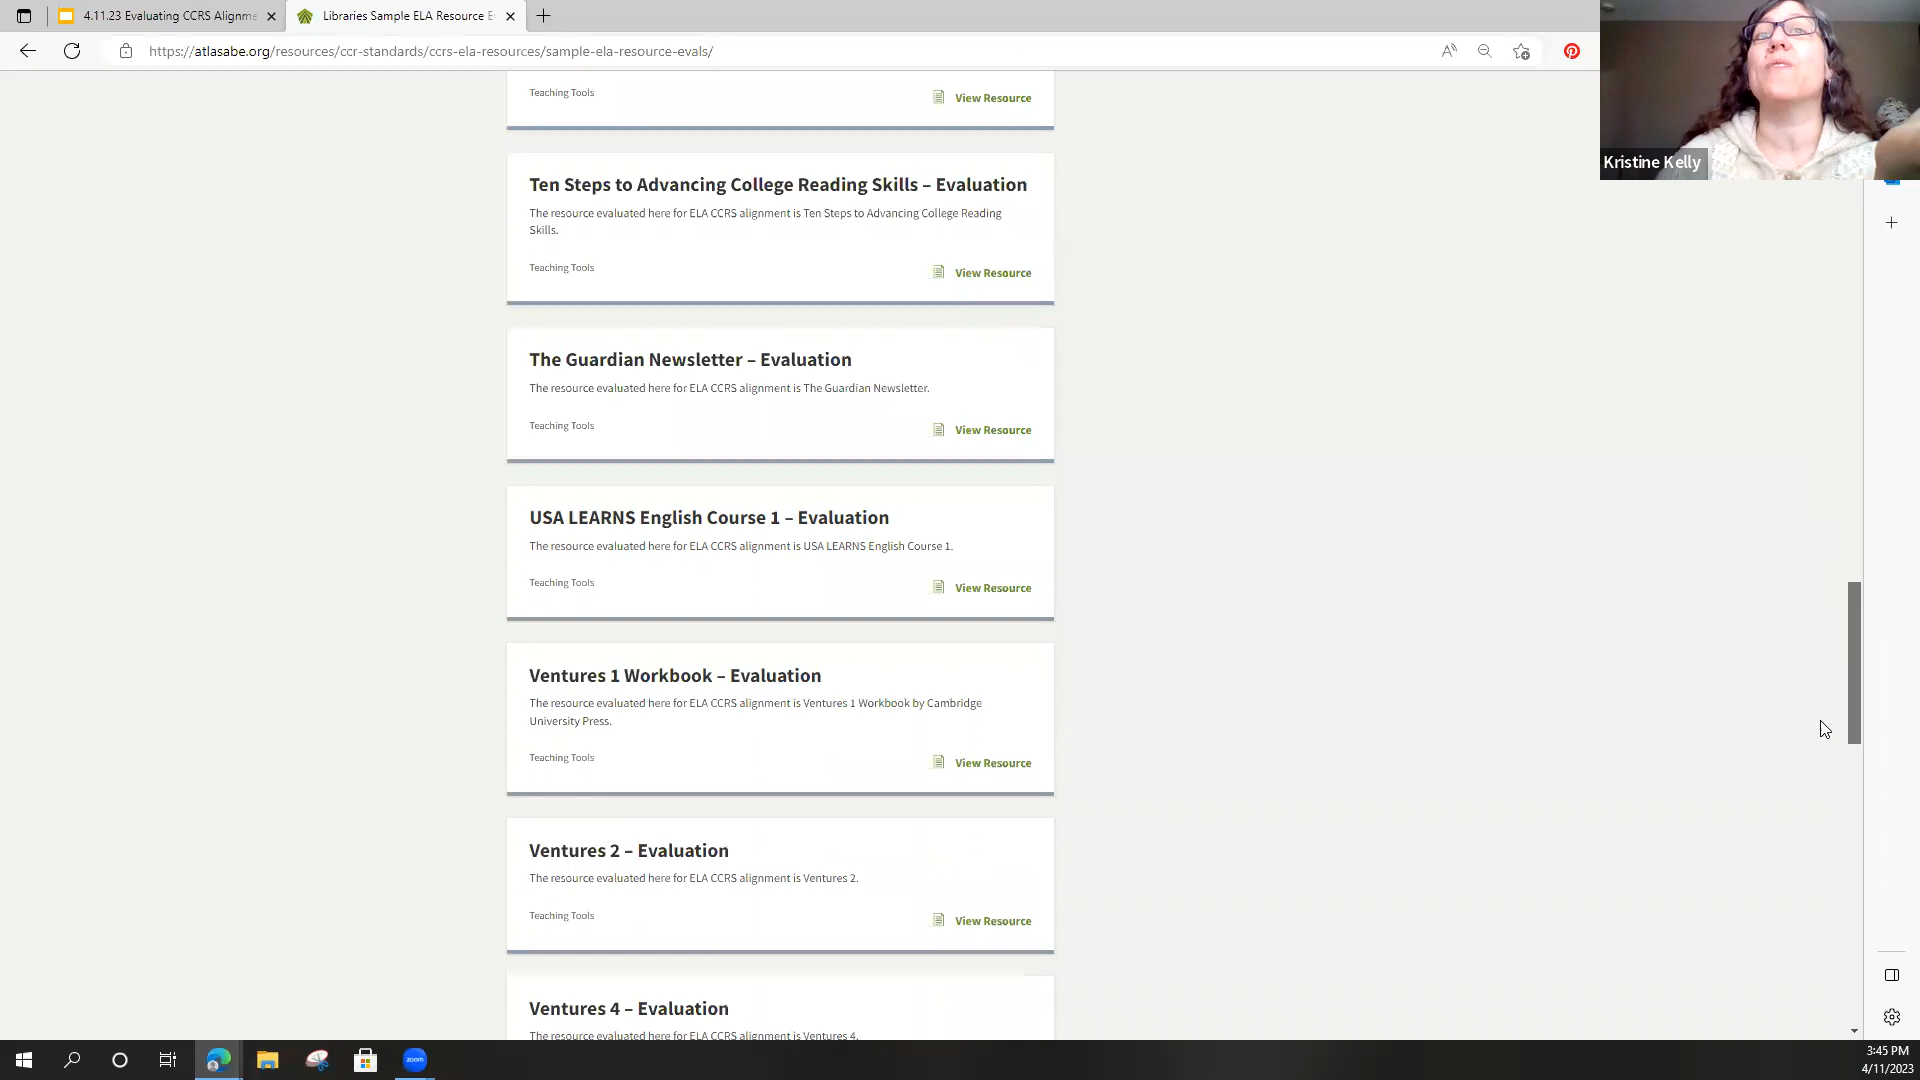 4.11.23 Evaluating CCRS Alignme
Libraries Sample ELA Resource E
https://atlasabe.org/resources/ccr-standards/ccrs-ela-resources/sample-ela-resource-evals/
Kristine Kelly
Teaching Tools
View Resource
Ten Steps to Advancing College Reading Skills – Evaluation
The resource evaluated here for ELA CCRS alignment is Ten Steps to Advancing College Reading
Skills.
Teaching Tools
View Resource
The Guardian Newsletter – Evaluation
The resource evaluated here for ELA CCRS alignment is The Guardian Newsletter.
Teaching Tools
View Resource
USA LEARNS English Course 1 – Evaluation
The resource evaluated here for ELA CCRS alignment is USA LEARNS English Course 1.
Teaching Tools
View Resource
Ventures 1 Workbook – Evaluation
The resource evaluated here for ELA CCRS alignment is Ventures 1 Workbook by Cambridge
University Press.
Teaching Tools
View Resource
Ventures 2 – Evaluation
The resource evaluated here for ELA CCRS alignment is Ventures 2.
Teaching Tools
View Resource
Ventures 4 – Evaluation
The resource evaluated here for ELA CCRS alignment is Ventures 4.
zoom
3:45 PM
4/11/2023